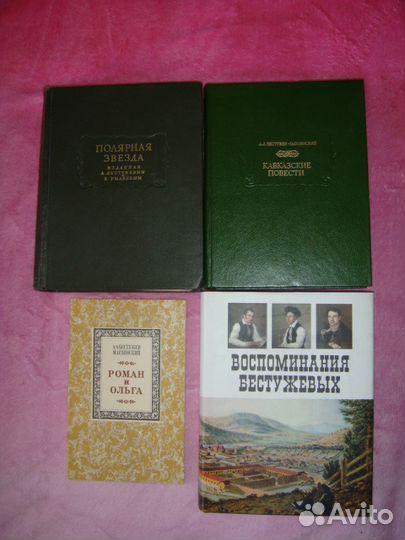 ПОЛЯРНАЯ
ЗВЕЗДА
ИЗДАННАЯ
А. БЕСТУЖЕВЫМ
И
К. РЫЛЕЕВЫМ
А.А.БЕСТУЖЕВ-МАРЛИНСКИЙ
КАВКАЗСКИЕ
ПОВЕСТИ
А.А.БЕСТУЖЕВ
МАРЛИНСКИЙ
РОМАН
И
ОЛЬГА
ВОСПОМИНАНИЯ
БЕСТУЖЕВЫХ
Avito